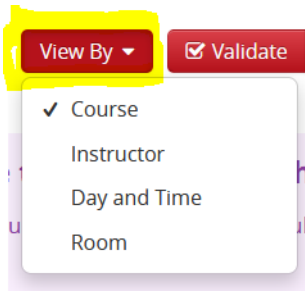 View By
Validate
Course
Instructor
Day and Time
Room